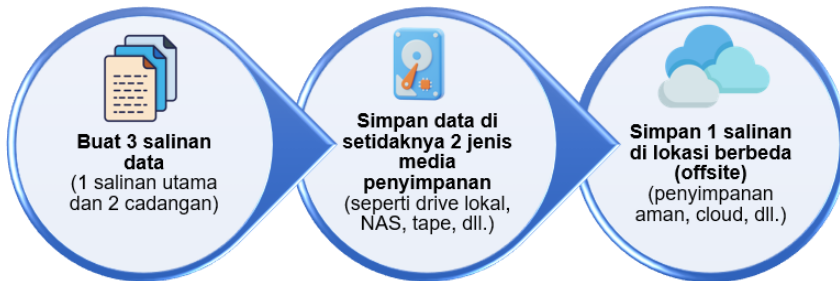 Buat 3 salinan
data
(1 salinan utama
dan 2 cadangan)
Simpan data di
setidaknya 2 jenis
media
penyimpanan
(seperti drive lokal,
NAS, tape, dll.)
Simpan 1 salinan
di lokasi berbeda
(offsite)
(penyimpanan
aman, cloud, dll.)